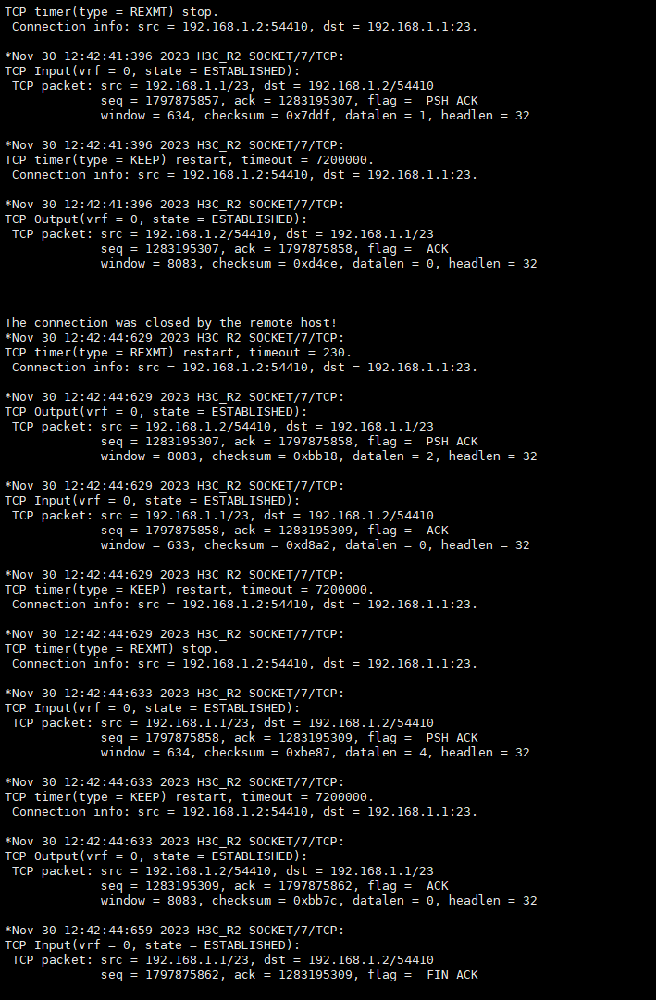 TCP timer(type = REXMT) stop.
 Connection info: src = 192.168.1.2:54410, dst = 192.168.1.1:23.

*Nov 30 12:42:41:396 2023 H3C_R2 SOCKET/7/TCP:
TCP Input(vrf = 0, state = ESTABLISHED):
 TCP packet: src = 192.168.1.1/23, dst = 192.168.1.2/54410
             seq = 1797875857, ack = 1283195307, flag =  PSH ACK
             window = 634, checksum = 0x7ddf, datalen = 1, headlen = 32

*Nov 30 12:42:41:396 2023 H3C_R2 SOCKET/7/TCP:
TCP timer(type = KEEP) restart, timeout = 7200000.
 Connection info: src = 192.168.1.2:54410, dst = 192.168.1.1:23.

*Nov 30 12:42:41:396 2023 H3C_R2 SOCKET/7/TCP:
TCP Output(vrf = 0, state = ESTABLISHED):
 TCP packet: src = 192.168.1.2/54410, dst = 192.168.1.1/23
             seq = 1283195307, ack = 1797875858, flag =  ACK
             window = 8083, checksum = 0xd4ce, datalen = 0, headlen = 32

The connection was closed by the remote host!
*Nov 30 12:42:44:629 2023 H3C_R2 SOCKET/7/TCP:
TCP timer(type = REXMT) restart, timeout = 230.
 Connection info: src = 192.168.1.2:54410, dst = 192.168.1.1:23.

*Nov 30 12:42:44:629 2023 H3C_R2 SOCKET/7/TCP:
TCP Output(vrf = 0, state = ESTABLISHED):
 TCP packet: src = 192.168.1.2/54410, dst = 192.168.1.1/23
             seq = 1283195307, ack = 1797875858, flag =  PSH ACK
             window = 8083, checksum = 0xbb18, datalen = 2, headlen = 32

*Nov 30 12:42:44:629 2023 H3C_R2 SOCKET/7/TCP:
TCP Input(vrf = 0, state = ESTABLISHED):
 TCP packet: src = 192.168.1.1/23, dst = 192.168.1.2/54410
             seq = 1797875858, ack = 1283195309, flag =  ACK
             window = 633, checksum = 0xd8a2, datalen = 0, headlen = 32

*Nov 30 12:42:44:629 2023 H3C_R2 SOCKET/7/TCP:
TCP timer(type = KEEP) restart, timeout = 7200000.
 Connection info: src = 192.168.1.2:54410, dst = 192.168.1.1:23.

*Nov 30 12:42:44:629 2023 H3C_R2 SOCKET/7/TCP:
TCP timer(type = REXMT) stop.
 Connection info: src = 192.168.1.2:54410, dst = 192.168.1.1:23.

*Nov 30 12:42:44:633 2023 H3C_R2 SOCKET/7/TCP:
TCP Input(vrf = 0, state = ESTABLISHED):
 TCP packet: src = 192.168.1.1/23, dst = 192.168.1.2/54410
             seq = 1797875858, ack = 1283195309, flag =  PSH ACK
             window = 634, checksum = 0xbe87, datalen = 4, headlen = 32

*Nov 30 12:42:44:633 2023 H3C_R2 SOCKET/7/TCP:
TCP timer(type = KEEP) restart, timeout = 7200000.
 Connection info: src = 192.168.1.2:54410, dst = 192.168.1.1:23.

*Nov 30 12:42:44:633 2023 H3C_R2 SOCKET/7/TCP:
TCP Output(vrf = 0, state = ESTABLISHED):
 TCP packet: src = 192.168.1.2/54410, dst = 192.168.1.1/23
             seq = 1283195309, ack = 1797875862, flag =  ACK
             window = 8083, checksum = 0xbb7c, datalen = 0, headlen = 32

*Nov 30 12:42:44:659 2023 H3C_R2 SOCKET/7/TCP:
TCP Input(vrf = 0, state = ESTABLISHED):
 TCP packet: src = 192.168.1.1/23, dst = 192.168.1.2/54410
             seq = 1797875862, ack = 1283195309, flag =  FIN ACK